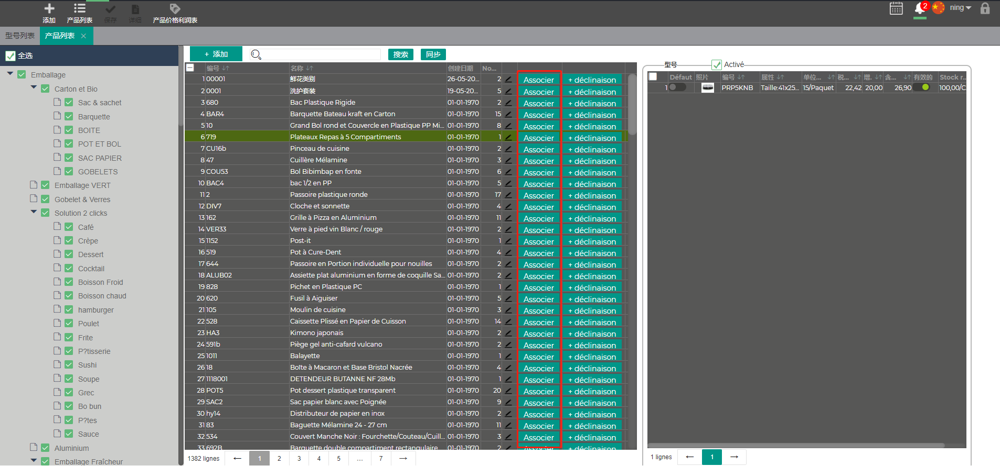 添加 产品列表 保存 详细 产品价格利润表 2 ning
型号列表 产品列表 ×
全选
Emballage
Carton et Bio
Sac & sachet
Barquette
BOITE
POT ET BOL
SAC PAPIER
GOBELETS
Emballage VERT
Gobelet & Verres
Solution 2 clicks
Café
Crèpe
Dessert
Cocktail
Boisson Froid
Boisson chaud
hamburger
Poulet
Frite
P?tisserie
Sushi
Soupe
Grec
Bo bun
P?tes
Sauce
Aluminium
Emballage Fraîcheur
+ 添加 搜索 同步
编号 名称 创建日期 No...
1 00001 鲜花类别 26-05-20... 2 Associer + déclinaison
2 0001 洗护套装 19-05-20... 5 Associer + déclinaison
3 680 Bac Plastique Rigide 01-01-1970 2 Associer + déclinaison
4 BAR4 Barquette Bateau kraft en Carton 01-01-1970 15 Associer + déclinaison
5 10 Grand Bol rond et Couvercle en Plastique PP Mi... 01-01-1970 8 Associer + déclinaison
6 719 Plateaux Repas à 5 Compartiments 01-01-1970 1 Associer + déclinaison
7 CU16b Pinceau de cuisine 01-01-1970 2 Associer + déclinaison
8 47 Cuillère Mélamine 01-01-1970 3 Associer + déclinaison
9 COU53 Bol Bibimbap en fonte 01-01-1970 6 Associer + déclinaison
10 BAC4 bac 1/2 en PP 01-01-1970 5 Associer + déclinaison
11 2 Passoire plastique ronde 01-01-1970 17 Associer + déclinaison
12 DIV7 Cloche et sonnette 01-01-1970 4 Associer + déclinaison
13 162 Grille à Pizza en Aluminium 01-01-1970 11 Associer + déclinaison
14 VER33 Verre à pied vin Blanc / rouge 01-01-1970 2 Associer + déclinaison
15 1152 Post-it 01-01-1970 1 Associer + déclinaison
16 519 Pot à Cure-Dent 01-01-1970 4 Associer + déclinaison
17 644 Passoire en Portion individuelle pour nouilles 01-01-1970 2 Associer + déclinaison
18 ALUB02 Assiette plat aluminium en forme de coquille Sa... 01-01-1970 2 Associer + déclinaison
19 828 Pichet en Plastique PC 01-01-1970 1 Associer + déclinaison
20 620 Fusil à Aiguiser 01-01-1970 5 Associer + déclinaison
21 105 Moulin de cuisine 01-01-1970 3 Associer + déclinaison
22 528 Caissette Plissé en Papier de Cuisson 01-01-1970 14 Associer + déclinaison
23 HA3 Kimono japonais 01-01-1970 2 Associer + déclinaison
24 591b Piège gel anti-cafard vulcano 01-01-1970 2 Associer + déclinaison
25 1011 Balayette 01-01-1970 1 Associer + déclinaison
26 18 Boîte à Macaron et Base Bristol Nacrée 01-01-1970 4 Associer + déclinaison
27 1118001 DETENDEUR BUTANNE NF 28Mb 01-01-1970 1 Associer + déclinaison
28 POT5 Pot dessert plastique transparent 01-01-1970 20 Associer + déclinaison
29 SAC2 Sac papier blanc avec Poignée 01-01-1970 9 Associer + déclinaison
30 hy14 Distributeur de papier en inox 01-01-1970 2 Associer + déclinaison
31 83 Baguette Mélamine 24 - 27 cm 01-01-1970 11 Associer + déclinaison
32 534 Couvert Manche Noir : Fourchette/Couteau/Cuill... 01-01-1970 3 Associer + déclinaison
33 692B Barquette double compartiment rectangulaire 01-01-1970 2 Associer + déclinaison
1382 lignes ← 1 2 3 4 5 ... 7 →
型号 Activé
Défaut 照片 编号 属性 单位... 税... 增. 含... 有效的 Stock r...
1 PRP5KNB Taille:41x25... 15/Paquet 22,42 20,00 26,90 100,00/C
1 lignes ← 1 →